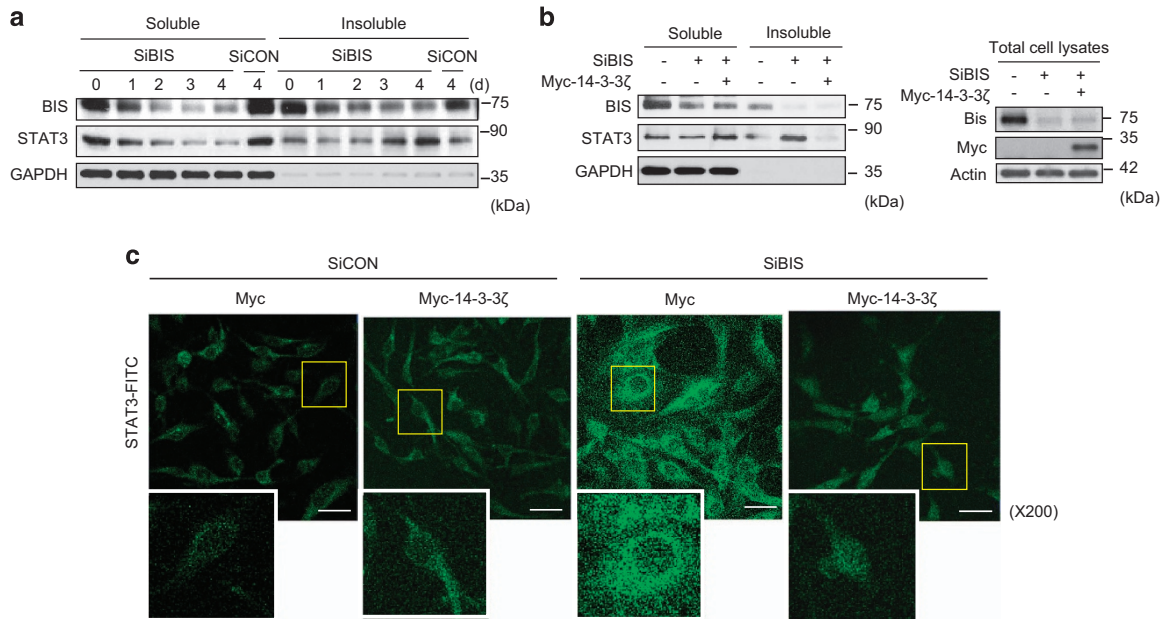 a
Soluble Insoluble
SiBIS SiCON SiBIS SiCON
0 1 2 3 4 4 0 1 2 3 4 4 (d)
BIS 75
STAT3 90
GAPDH 35
(kDa)
b
Soluble Insoluble
SiBIS - + + - + +
Myc-14-3-3ζ - - + - - +
BIS 75
STAT3 90
GAPDH 35
(kDa)
Total cell lysates
SiBIS - + +
Myc-14-3-3ζ - - +
Bis 75
Myc 35
Actin 42
(kDa)
c
SiCON SiBIS
Myc Myc-14-3-3ζ Myc Myc-14-3-3ζ
STAT3-FITC
(X200)